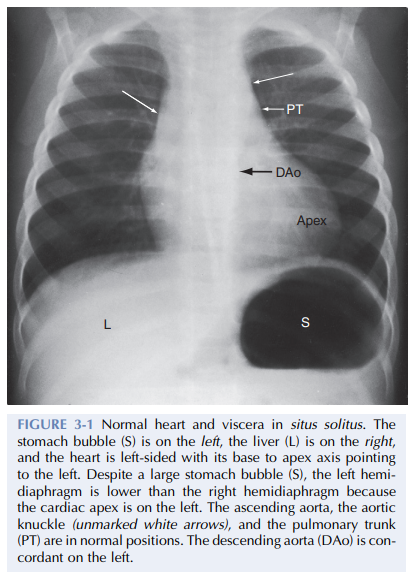 PT
DAo
Apex
L
S
FIGURE 3-1 Normal heart and viscera in situs solitus. The
stomach bubble (S) is on the left, the liver (L) is on the right,
and the heart is left-sided with its base to apex axis pointing
to the left. Despite a large stomach bubble (S), the left hemi-
diaphragm is lower than the right hemidiaphragm because
the cardiac apex is on the left. The ascending aorta, the aortic
knuckle (unmarked white arrows), and the pulmonary trunk
(PT) are in normal positions. The descending aorta (DAo) is con-
cordant on the left.